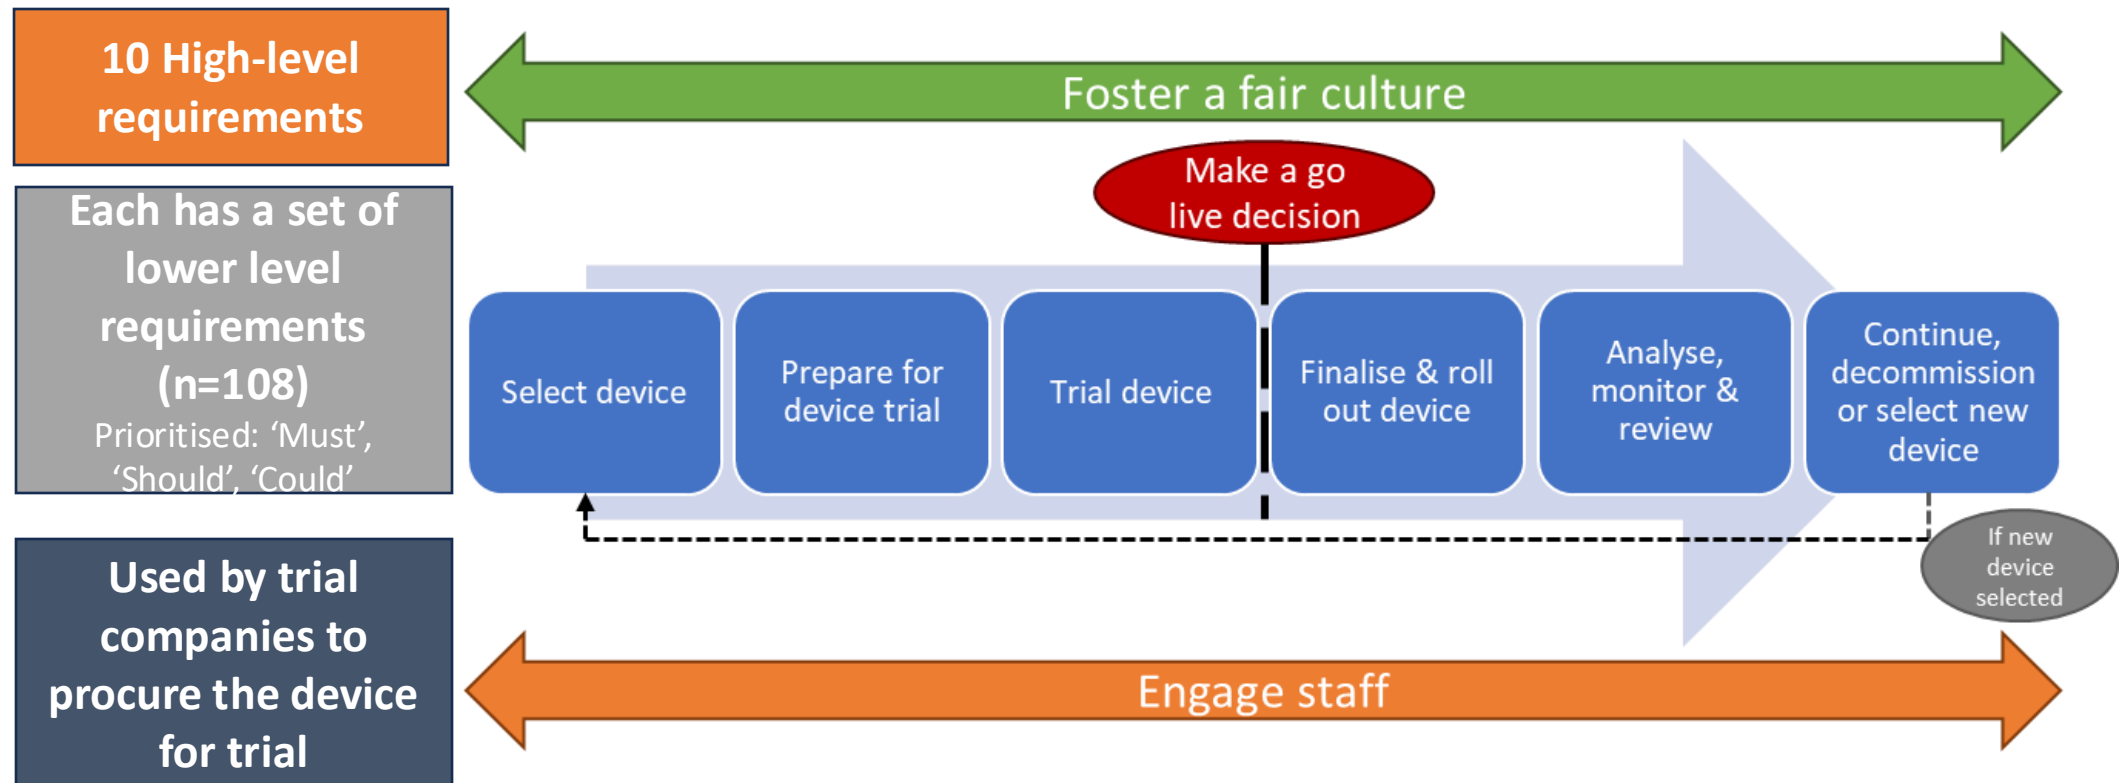 10 High-level
requirements
Each has a set of
lower level
requirements
(n=108)
Prioritised: ‘Must’,
‘Should’, ‘Could’
Used by trial
companies to
procure the device
for trial
Foster a fair culture
Make a go
live decision
Select device
Prepare for
device trial
Trial device
Finalise & roll
out device
Analyse,
monitor &
review
Continue,
decommission
or select new
device
If new
device
selected
Engage staff